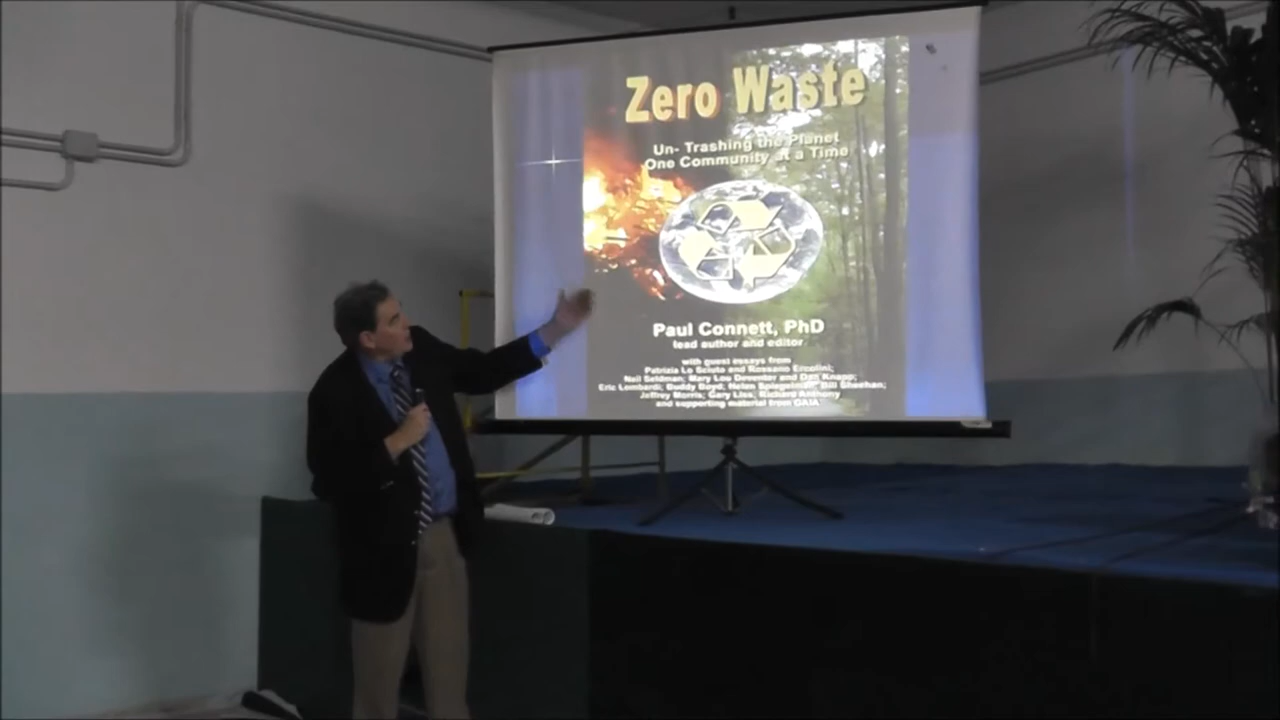 Zero Waste
Un- Trashing the Planet
One Community at a Time
Paul Connett, PhD
lead author and editor
with guest essays from
Patrizia Lo Sciuto and Rossano Ercolini;
Neil Seldman; Mary Lou Deventer and Dan Knapp;
Eric Lombardi; Buddy Boyd; Helen Spiegelman; Bill Sheehan;
Jeffrey Morris; Gary Liss; Richard Anthony
and supporting material from GAIA